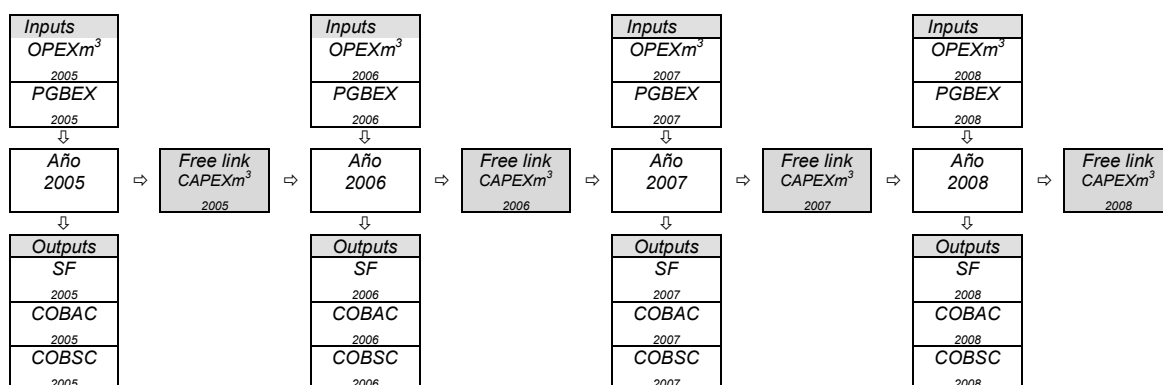 Inputs
OPEXm³
2005
PGBEX
2005
⇩
Año
2005
⇩
Outputs
SF
2005
COBAC
2005
COBSC
2005
⇨
Free link
CAPEXm³
2005
⇨
Inputs
OPEXm³
2006
PGBEX
2006
⇩
Año
2006
⇩
Outputs
SF
2006
COBAC
2006
COBSC
2006
⇨
Free link
CAPEXm³
2006
⇨
Inputs
OPEXm³
2007
PGBEX
2007
⇩
Año
2007
⇩
Outputs
SF
2007
COBAC
2007
COBSC
2007
⇨
Free link
CAPEXm³
2007
⇨
Inputs
OPEXm³
2008
PGBEX
2008
⇩
Año
2008
⇩
Outputs
SF
2008
COBAC
2008
COBSC
2008
⇨
Free link
CAPEXm³
2008